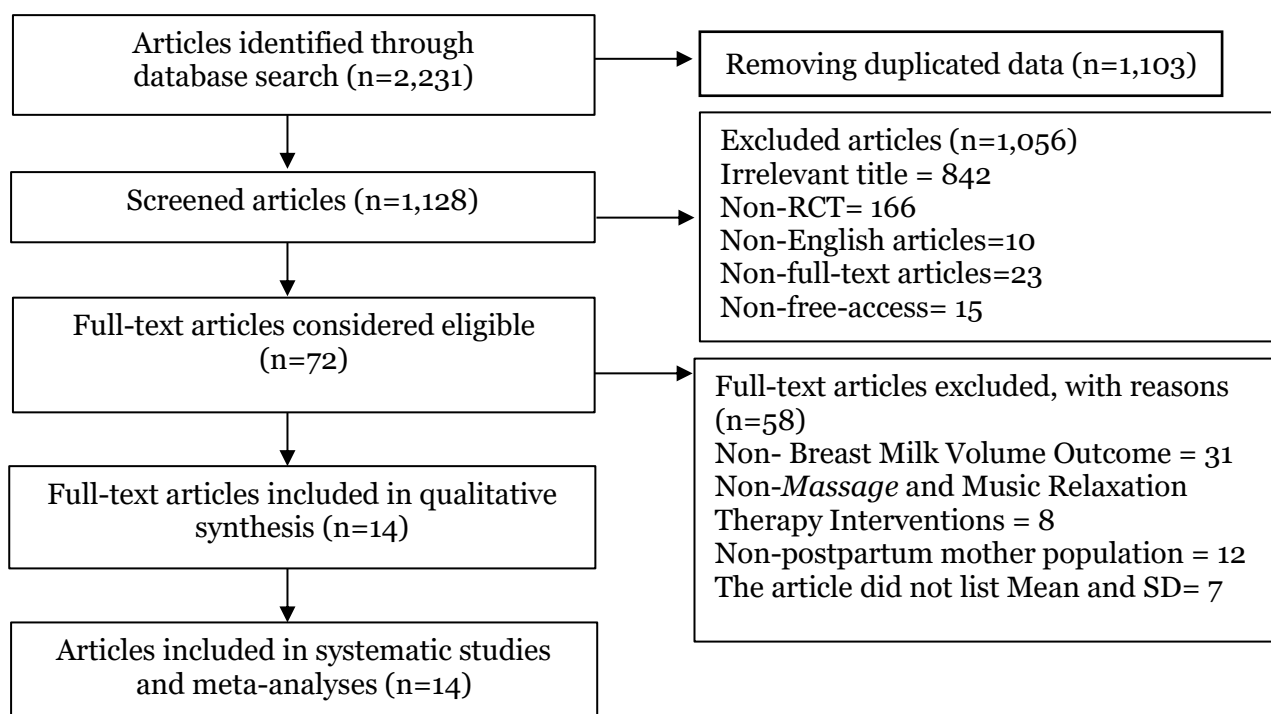 Articles identified through
database search (n=2,231)
Removing duplicated data (n=1,103)
Screened articles (n=1,128)
Excluded articles (n=1,056)
Irrelevant title = 842
Non-RCT= 166
Non-English articles=10
Non-full-text articles=23
Non-free-access= 15
Full-text articles considered eligible
(n=72)
Full-text articles excluded, with reasons
(n=58)
Non- Breast Milk Volume Outcome = 31
Non-Massage and Music Relaxation
Therapy Interventions = 8
Non-postpartum mother population = 12
The article did not list Mean and SD= 7
Full-text articles included in qualitative
synthesis (n=14)
Articles included in systematic studies
and meta-analyses (n=14)